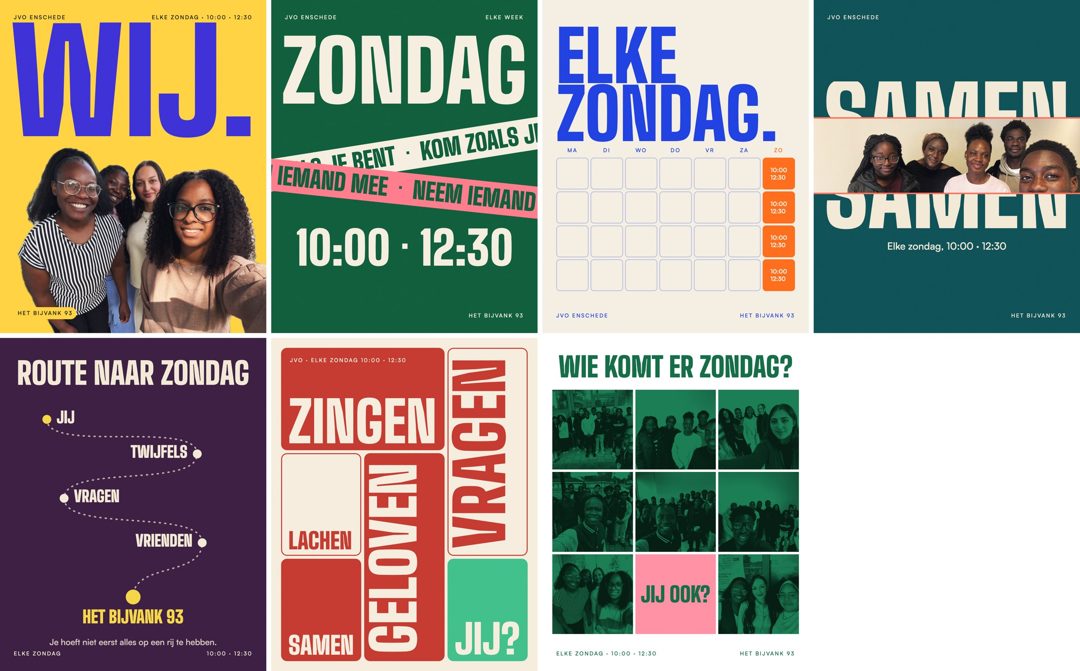 JVO ENSCHEDE
ELKE ZONDAG · 10:00 - 12:30
WIJ.
HET BIJVANK 93
JVO ENSCHEDE
ELKE WEEK
ZONDAG
JE BENT · KOM ZOALS
IEMAND MEE · NEEM IEMAND
10:00 · 12:30
HET BIJVANK 93
ELKE
ZONDAG.
MA DI WO DO VR ZA ZO
10:00
12:30
10:00
12:30
10:00
12:30
10:00
12:30
JVO ENSCHEDE
HET BIJVANK 93
JVO ENSCHEDE
SAMEN
SAMEN
Elke zondag, 10:00 · 12:30
HET BIJVANK 93
ROUTE NAAR ZONDAG
JIJ
TWIJFELS
VRAGEN
VRIENDEN
HET BIJVANK 93
Je hoeft niet eerst alles op een rij te hebben.
ELKE ZONDAG
10:00 - 12:30
JVO · ELKE ZONDAG 10:00 - 12:30
ZINGEN
VRAGEN
LACHEN
GELOVEN
SAMEN
JIJ?
WIE KOMT ER ZONDAG?
JIJ OOK?
ELKE ZONDAG · 10:00 - 12:30
HET BIJVANK 93